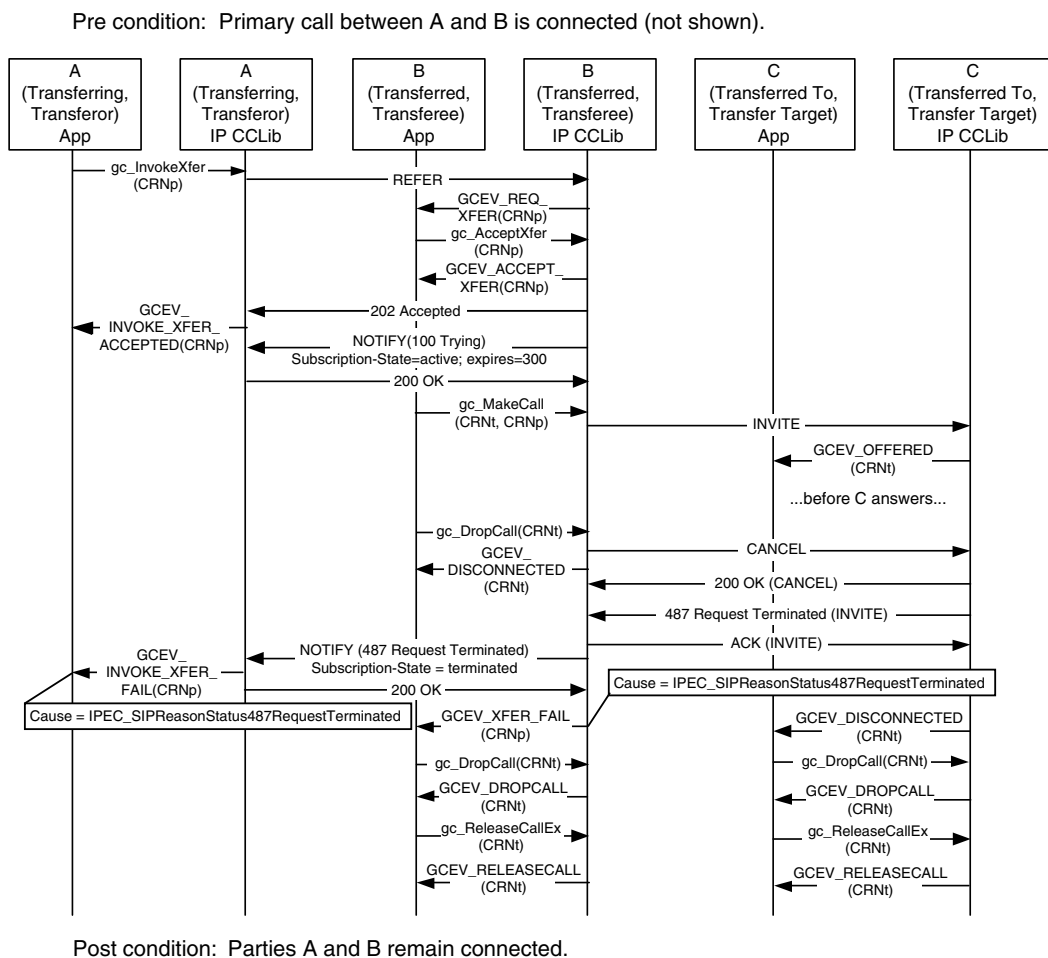 Pre condition: Primary call between A and B is connected (not shown).
A
(Transferring,
Transferor)
App
A
(Transferring,
Transferor)
IP CCLib
B
(Transferred,
Transferee)
App
B
(Transferred,
Transferee)
IP CCLib
C
(Transferred To,
Transfer Target)
App
C
(Transferred To,
Transfer Target)
IP CCLib
gc_InvokeXfer
(CRNp)
REFER
GCEV_REQ_
XFER(CRNp)
gc_AcceptXfer
(CRNp)
GCEV_ACCEPT_
XFER(CRNp)
202 Accepted
GCEV_
INVOKE_XFER_
ACCEPTED(CRNp)
NOTIFY(100 Trying)
Subscription-State=active; expires=300
200 OK
gc_MakeCall
(CRNt, CRNp)
INVITE
GCEV_OFFERED
(CRNt)
...before C answers...
gc_DropCall(CRNt)
CANCEL
GCEV_
DISCONNECTED
(CRNt)
200 OK (CANCEL)
487 Request Terminated (INVITE)
ACK (INVITE)
NOTIFY (487 Request Terminated)
Subscription-State = terminated
GCEV_
INVOKE_XFER_
FAIL(CRNp)
200 OK
Cause = IPEC_SIPReasonStatus487RequestTerminated
Cause = IPEC_SIPReasonStatus487RequestTerminated
GCEV_XFER_FAIL
(CRNp)
GCEV_DISCONNECTED
(CRNt)
gc_DropCall(CRNt)
gc_DropCall(CRNt)
GCEV_DROPCALL
(CRNt)
GCEV_DROPCALL
(CRNt)
gc_ReleaseCallEx
(CRNt)
gc_ReleaseCallEx
(CRNt)
GCEV_RELEASECALL
(CRNt)
GCEV_RELEASECALL
(CRNt)
Post condition: Parties A and B remain connected.